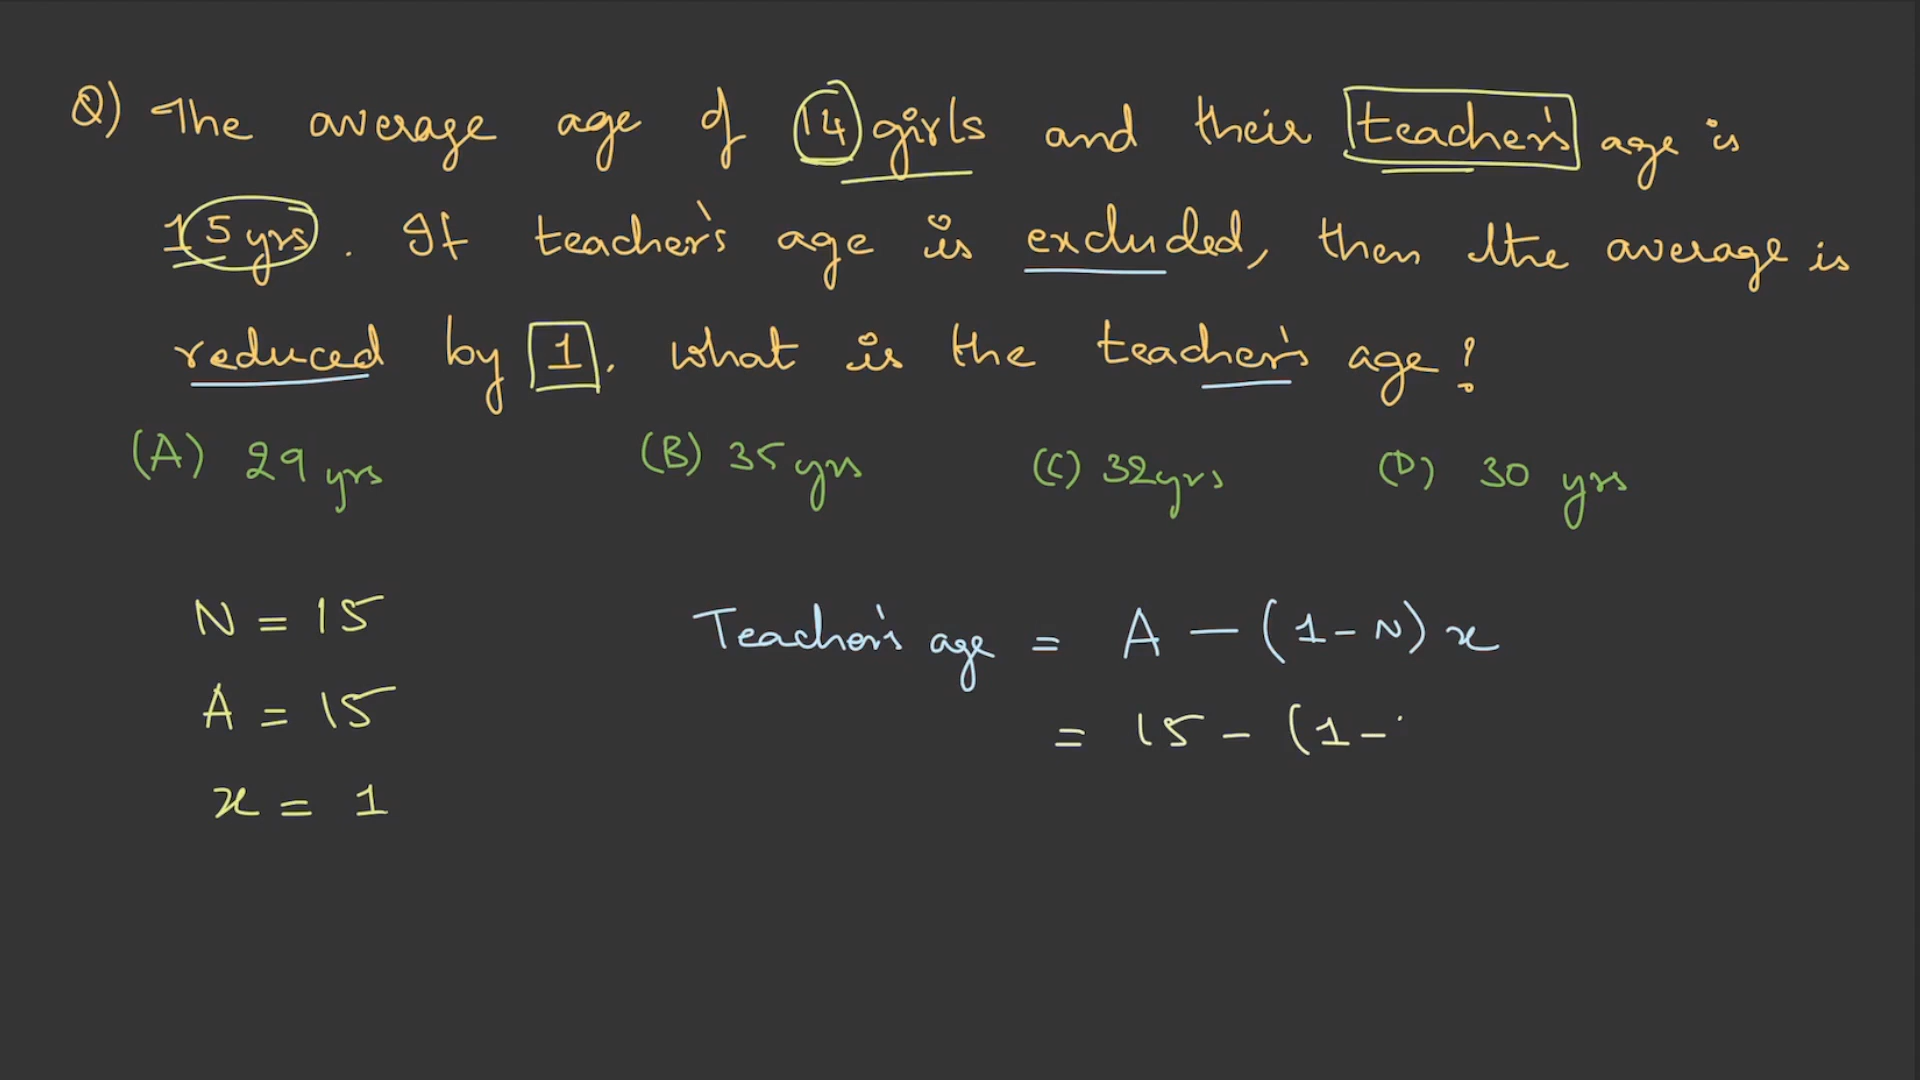 Q) The average age of 14 girls and their teacher's age is
15 yrs. If teacher's age is excluded, then the average is
reduced by 1. What is the teacher's age?
(A) 29 yrs (B) 35 yrs (C) 32 yrs (D) 30 yrs
N = 15
Teacher's age = A - (1 - N) x
A = 15
= 15 - (1 -
x = 1